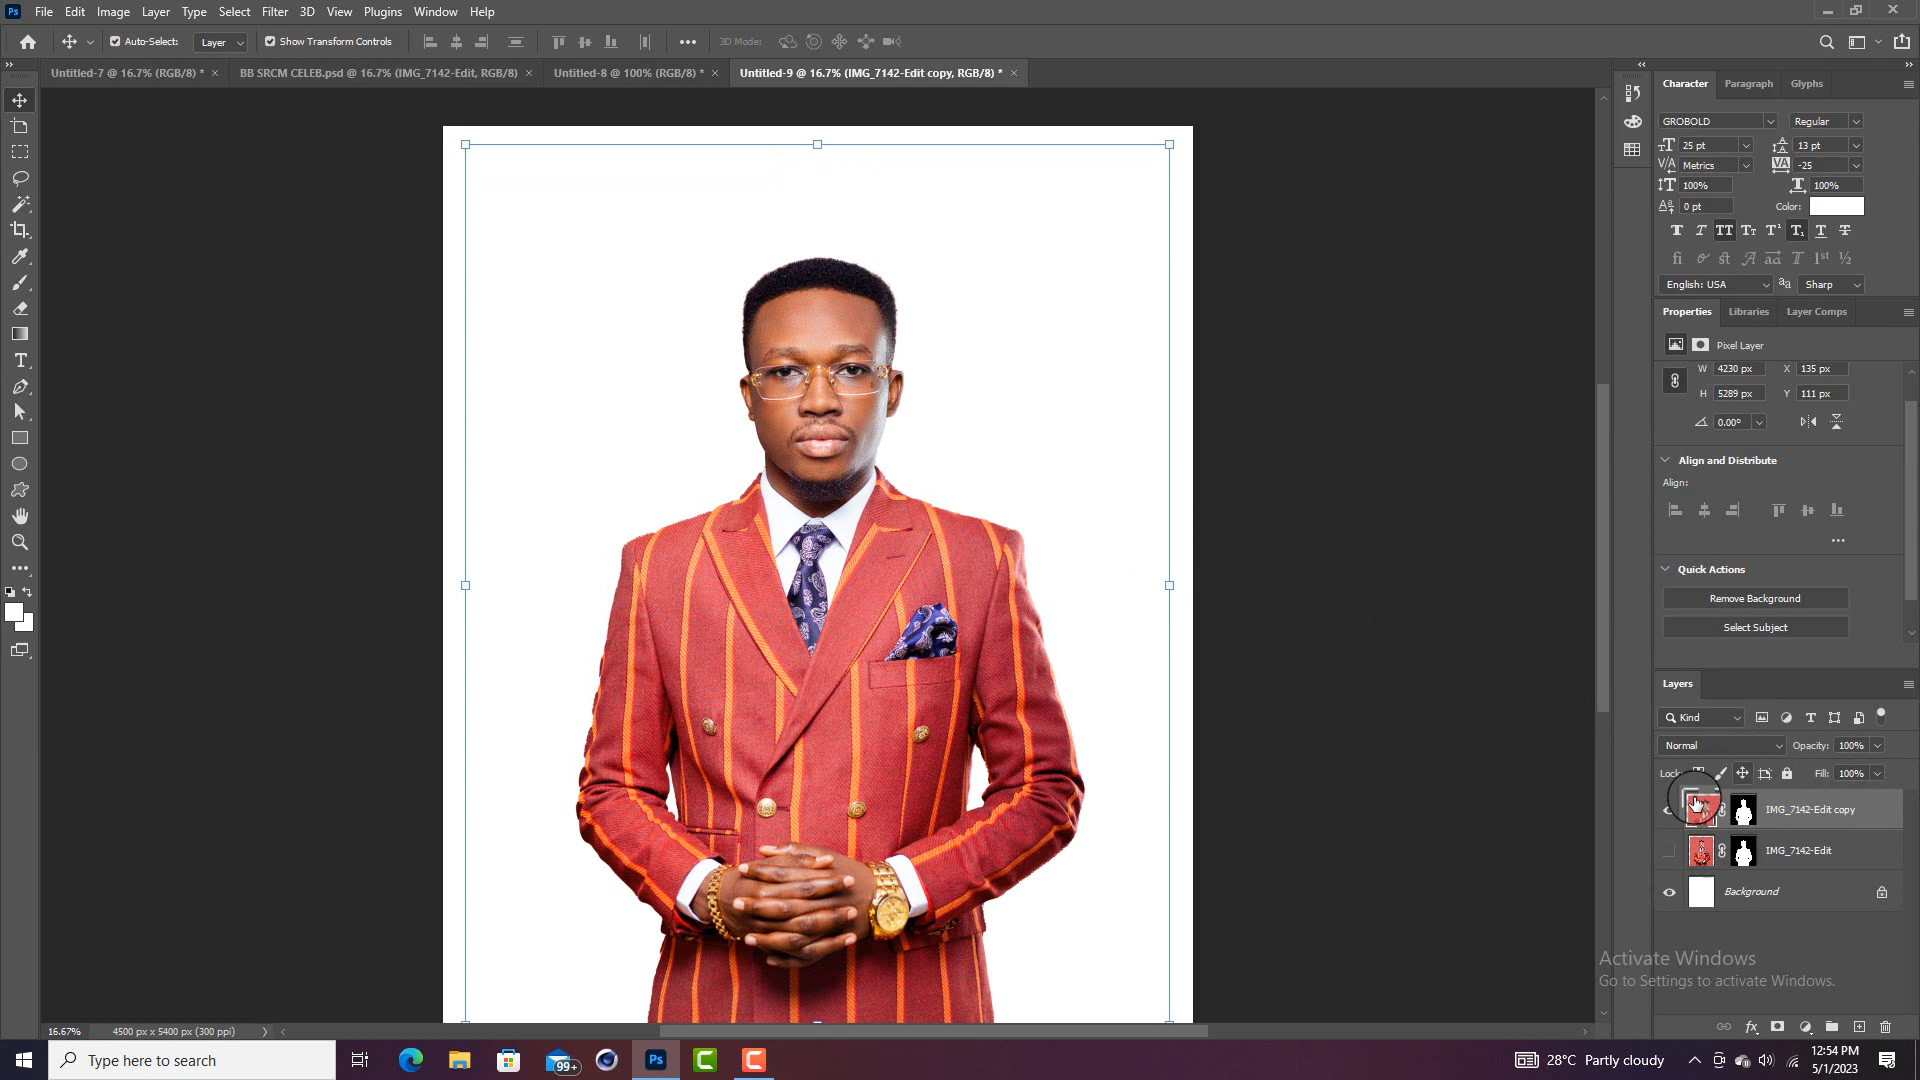 Ps File Edit Image Layer Type Select Filter 3D View Plugins Window Help
Auto-Select: Layer Show Transform Controls 3D Mode:
Untitled-7 @ 16.7% (RGB/8) * × BB SRCM CELEB.psd @ 16.7% (IMG_7142-Edit, RGB/8) × Untitled-8 @ 100% (RGB/8) * × Untitled-9 @ 16.7% (IMG_7142-Edit copy, RGB/8) * ×
Character Paragraph Glyphs
GROBOLD Regular
25 pt 13 pt
Metrics -25
100% 100%
0 pt Color:
English: USA Sharp
Properties Libraries Layer Comps
Pixel Layer
W 4230 px X 135 px
H 5289 px Y 111 px
0.00°
Align and Distribute
Align:
Quick Actions
Remove Background
Select Subject
Layers
Kind
Normal Opacity: 100%
Lock: Fill: 100%
IMG_7142-Edit copy
IMG_7142-Edit
Background
Activate Windows
Go to Settings to activate Windows.
16.67% 4500 px x 5400 px (300 ppi)
Type here to search 99+ Ps 28°C Partly cloudy 12:54 PM
5/1/2023